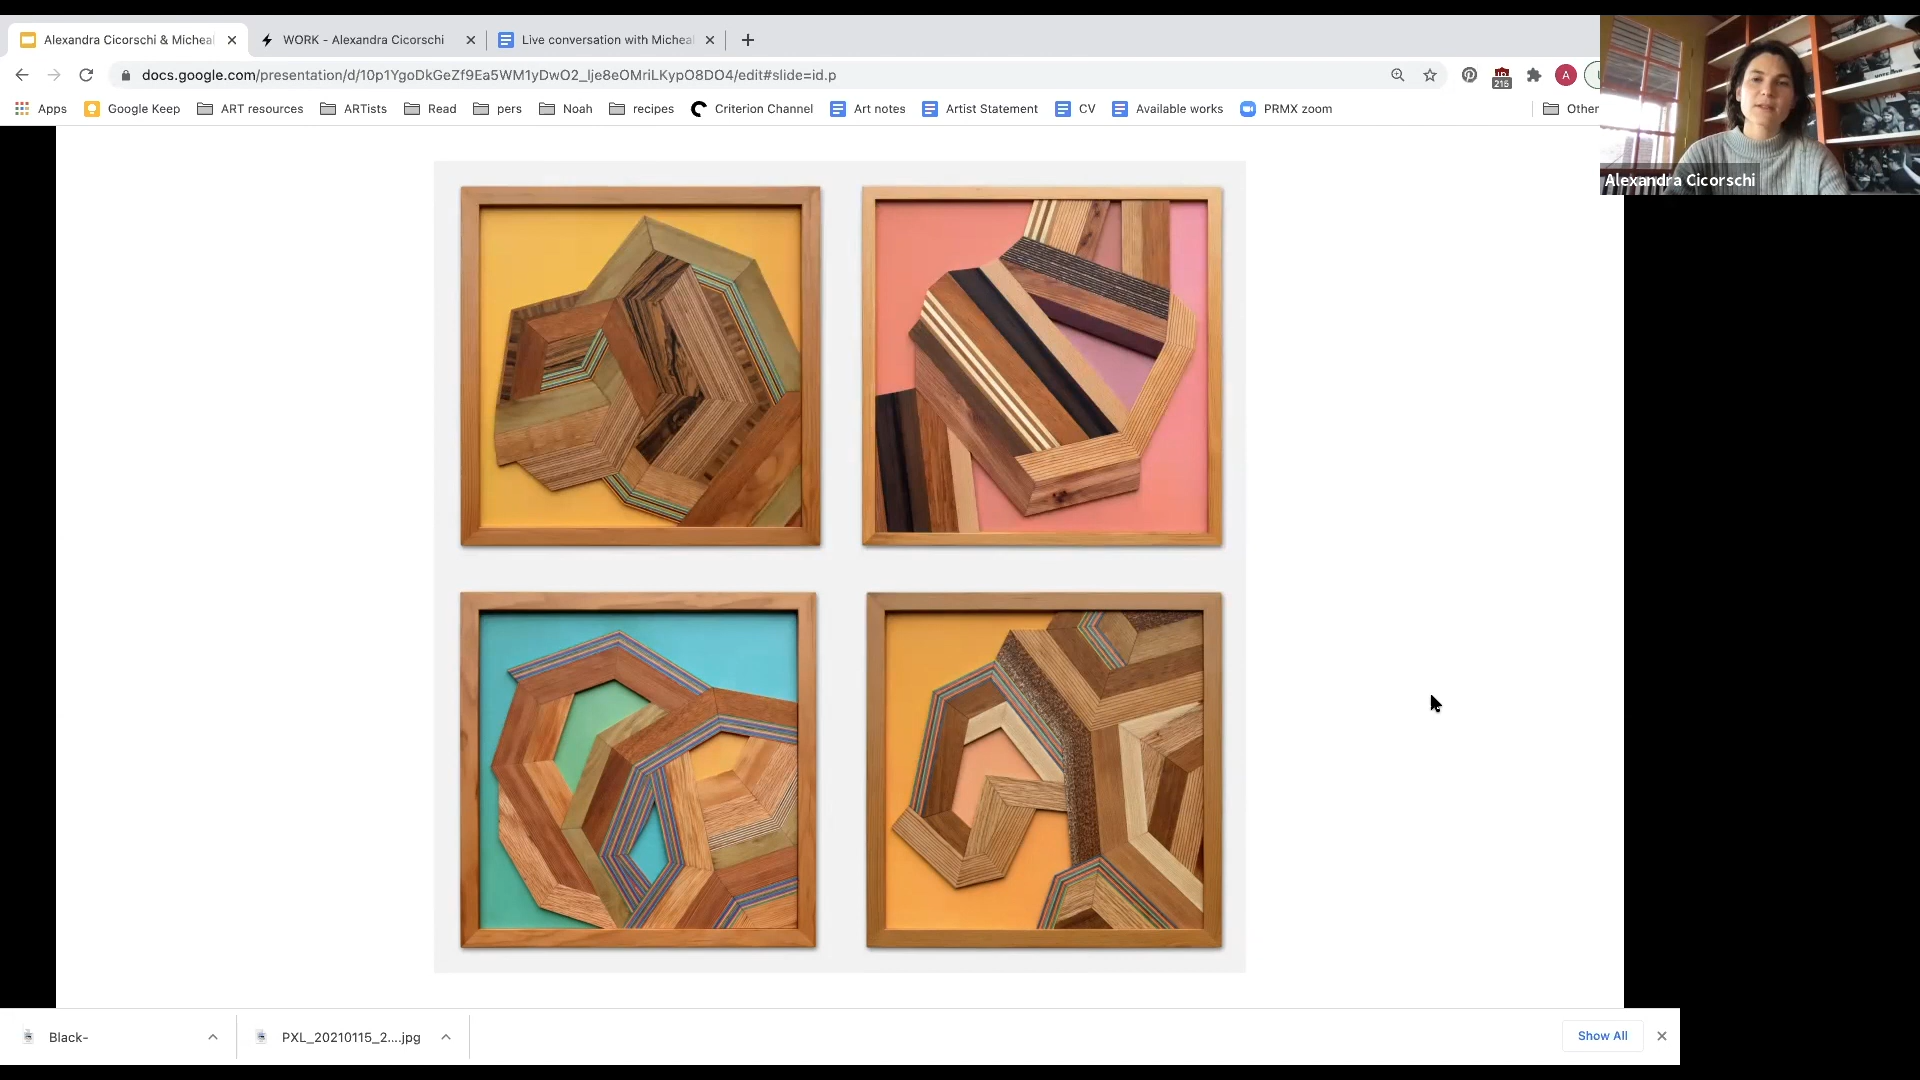 Alexandra Cicorschi & Micheal
WORK - Alexandra Cicorschi
Live conversation with Micheal
docs.google.com/presentation/d/10p1YgoDkGeZf9Ea5WM1yDwO2_lje8eOMriLKypO8DO4/edit#slide=id.p
215
A
Apps
Google Keep
ART resources
ARTists
Read
pers
Noah
recipes
Criterion Channel
Art notes
Artist Statement
CV
Available works
PRMX zoom
Other
Alexandra Cicorschi
Black-
PXL_20210115_2....jpg
Show All